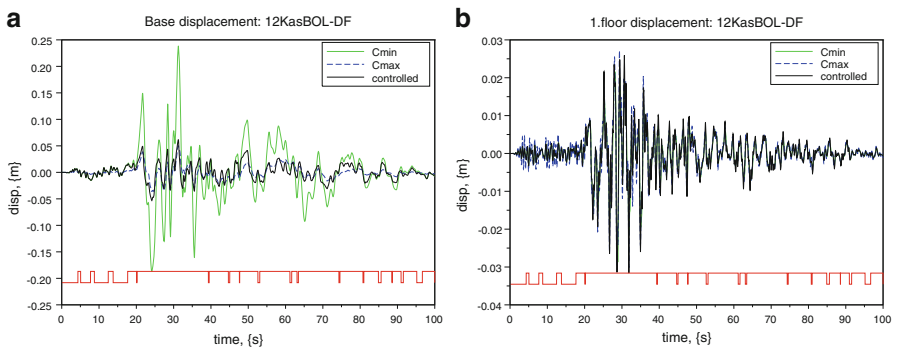 a
Base displacement: 12KasBOL-DF
0.25
0.20
0.15
0.10
0.05
0.00
-0.05
-0.10
-0.15
-0.20
-0.25
disp, {m}
Cmin
Cmax
controlled
0 10 20 30 40 50 60 70 80 90 100
time, {s}
b
1.floor displacement: 12KasBOL-DF
0.03
0.02
0.01
0.00
-0.01
-0.02
-0.03
-0.04
disp, {m}
Cmin
Cmax
controlled
0 10 20 30 40 50 60 70 80 90 100
time, {s}